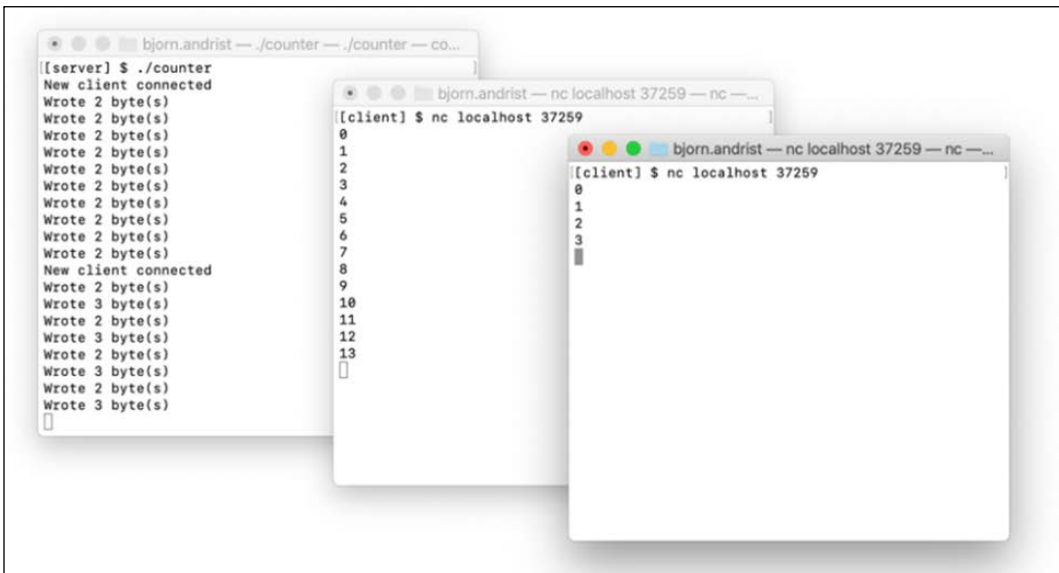 bjorn.andrist — ./counter — ./counter — co...
[[server] $ ./counter ]
New client connected
Wrote 2 byte(s)
Wrote 2 byte(s)
Wrote 2 byte(s)
Wrote 2 byte(s)
Wrote 2 byte(s)
Wrote 2 byte(s)
Wrote 2 byte(s)
Wrote 2 byte(s)
Wrote 2 byte(s)
Wrote 2 byte(s)
New client connected
Wrote 2 byte(s)
Wrote 3 byte(s)
Wrote 2 byte(s)
Wrote 3 byte(s)
Wrote 2 byte(s)
Wrote 3 byte(s)
Wrote 2 byte(s)
Wrote 3 byte(s)
bjorn.andrist — nc localhost 37259 — nc —...
[[client] $ nc localhost 37259 ]
0
1
2
3
4
5
6
7
8
9
10
11
12
13
bjorn.andrist — nc localhost 37259 — nc —...
[[client] $ nc localhost 37259 ]
0
1
2
3